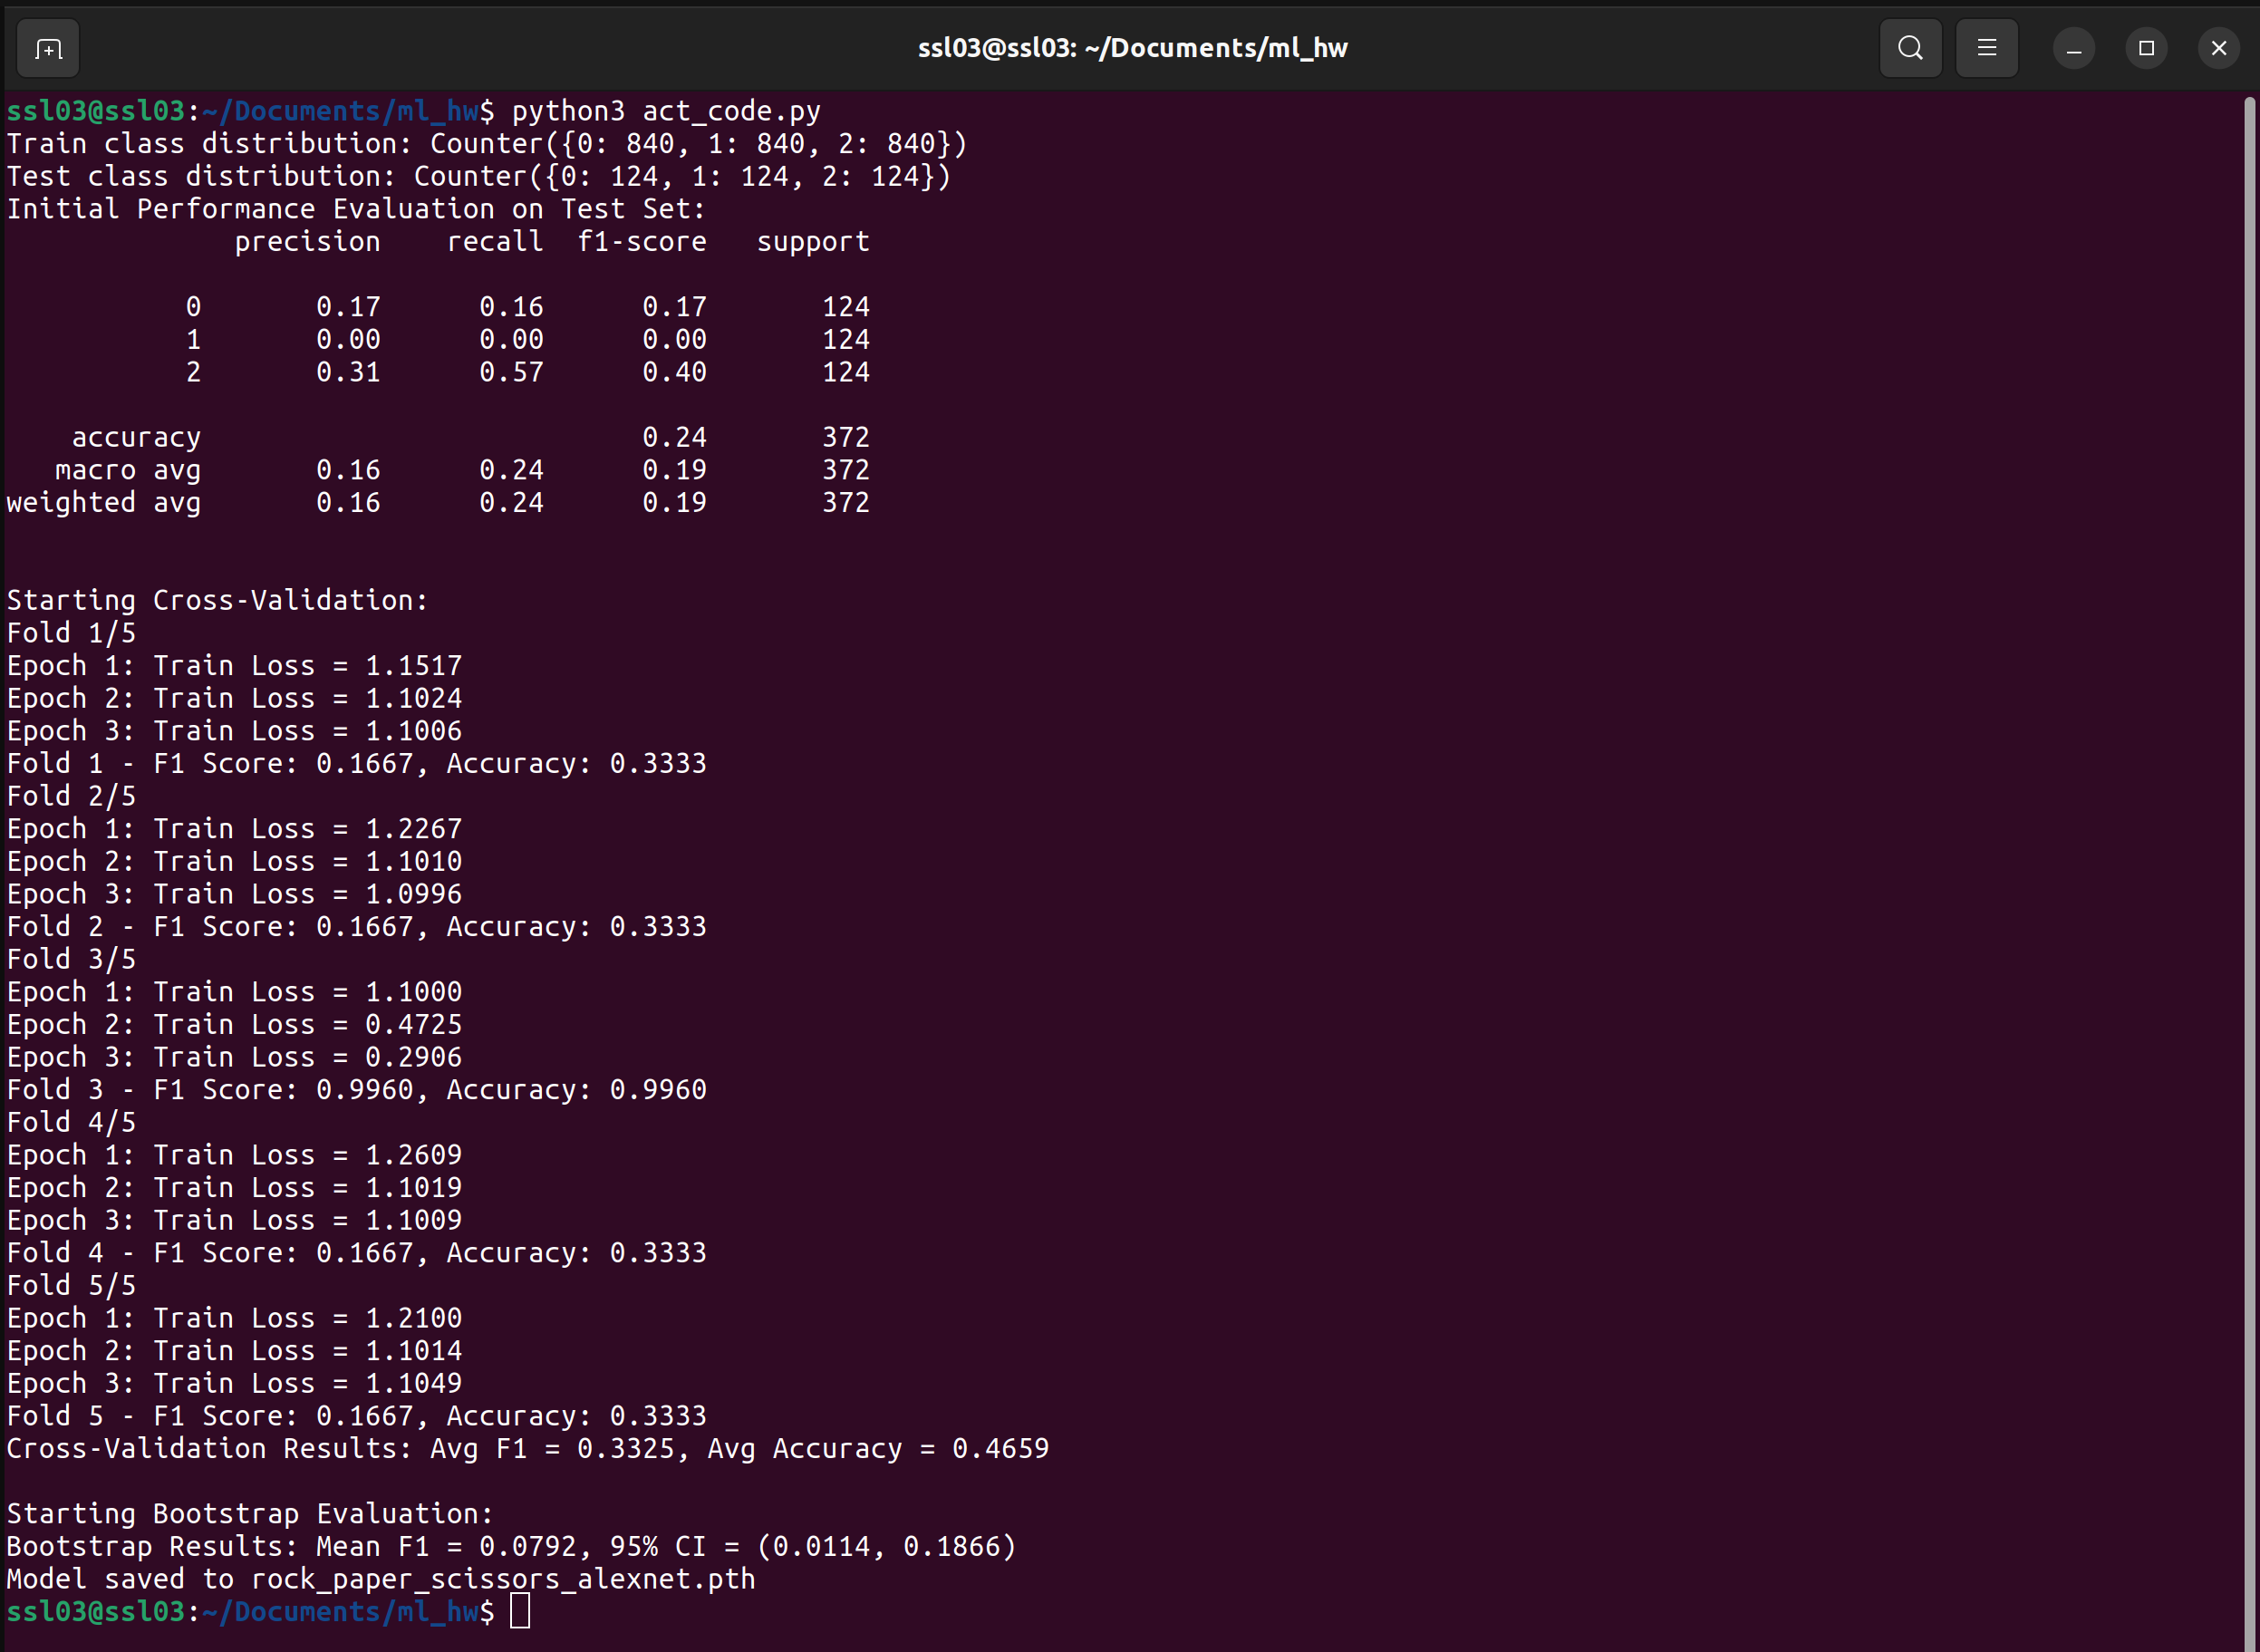 ssl03@ssl03: ~/Documents/ml_hw
ssl03@ssl03:~/Documents/ml_hw$ python3 act_code.py
Train class distribution: Counter({0: 840, 1: 840, 2: 840})
Test class distribution: Counter({0: 124, 1: 124, 2: 124})
Initial Performance Evaluation on Test Set:
              precision    recall  f1-score   support

           0       0.17      0.16      0.17       124
           1       0.00      0.00      0.00       124
           2       0.31      0.57      0.40       124

    accuracy                           0.24       372
   macro avg       0.16      0.24      0.19       372
weighted avg       0.16      0.24      0.19       372

Starting Cross-Validation:
Fold 1/5
Epoch 1: Train Loss = 1.1517
Epoch 2: Train Loss = 1.1024
Epoch 3: Train Loss = 1.1006
Fold 1 - F1 Score: 0.1667, Accuracy: 0.3333
Fold 2/5
Epoch 1: Train Loss = 1.2267
Epoch 2: Train Loss = 1.1010
Epoch 3: Train Loss = 1.0996
Fold 2 - F1 Score: 0.1667, Accuracy: 0.3333
Fold 3/5
Epoch 1: Train Loss = 1.1000
Epoch 2: Train Loss = 0.4725
Epoch 3: Train Loss = 0.2906
Fold 3 - F1 Score: 0.9960, Accuracy: 0.9960
Fold 4/5
Epoch 1: Train Loss = 1.2609
Epoch 2: Train Loss = 1.1019
Epoch 3: Train Loss = 1.1009
Fold 4 - F1 Score: 0.1667, Accuracy: 0.3333
Fold 5/5
Epoch 1: Train Loss = 1.2100
Epoch 2: Train Loss = 1.1014
Epoch 3: Train Loss = 1.1049
Fold 5 - F1 Score: 0.1667, Accuracy: 0.3333
Cross-Validation Results: Avg F1 = 0.3325, Avg Accuracy = 0.4659

Starting Bootstrap Evaluation:
Bootstrap Results: Mean F1 = 0.0792, 95% CI = (0.0114, 0.1866)
Model saved to rock_paper_scissors_alexnet.pth
ssl03@ssl03:~/Documents/ml_hw$